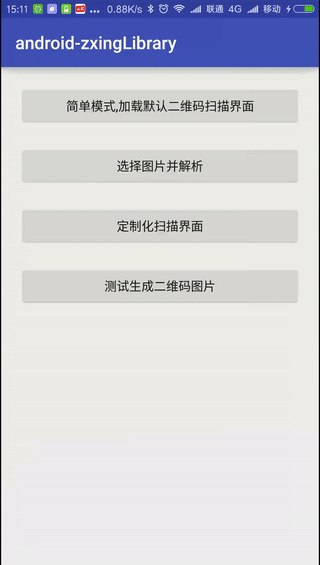 15:11 ... 0.88K/s 联通 4G 移动
android-zxingLibrary
简单模式,加载默认二维码扫描界面
选择图片并解析
定制化扫描界面
测试生成二维码图片